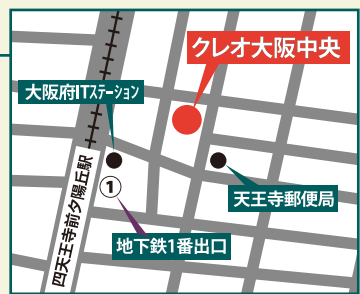 クレオ大阪中央
大阪府ITステーション
①
天王寺郵便局
四天王寺前夕陽丘駅
地下鉄1番出口